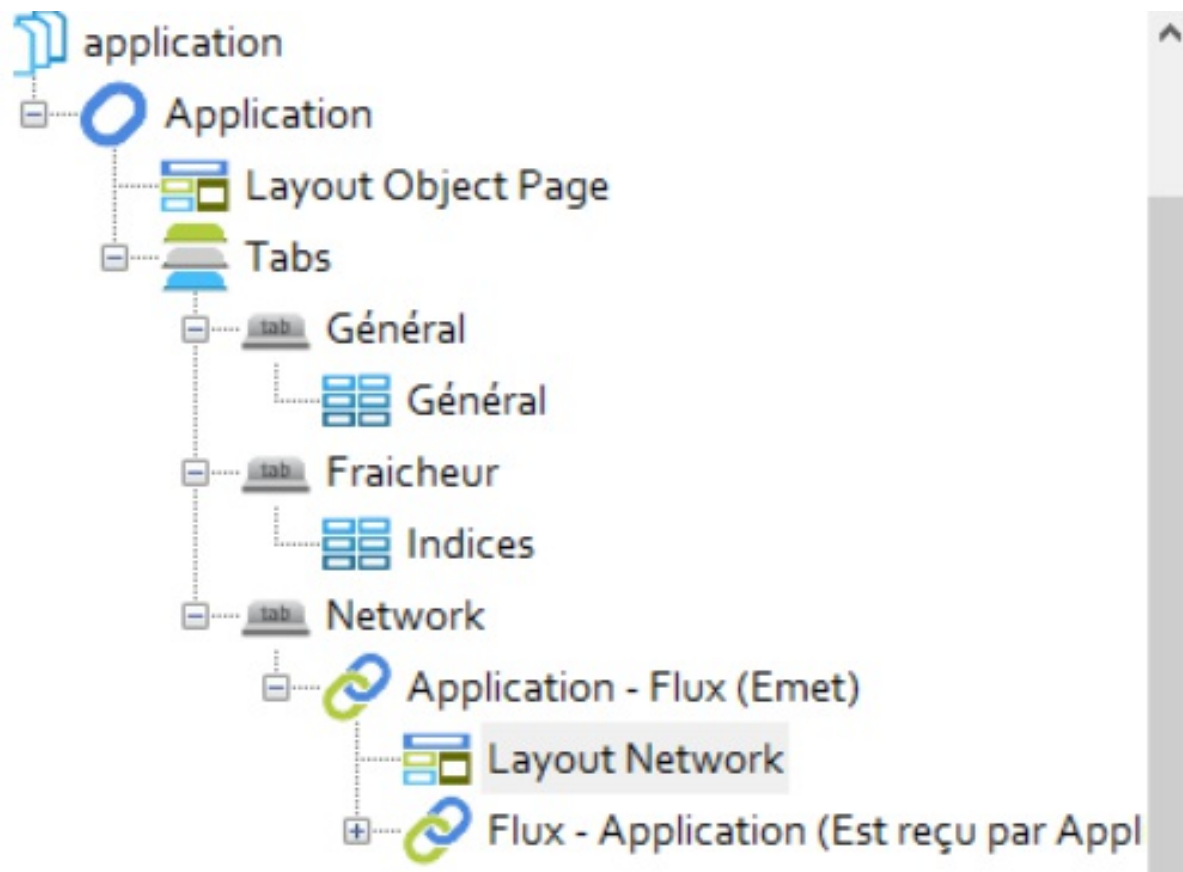 application
Application
Layout Object Page
Tabs
tab Général
Général
tab Fraicheur
Indices
tab Network
Application - Flux (Emet)
Layout Network
Flux - Application (Est reçu par Appl